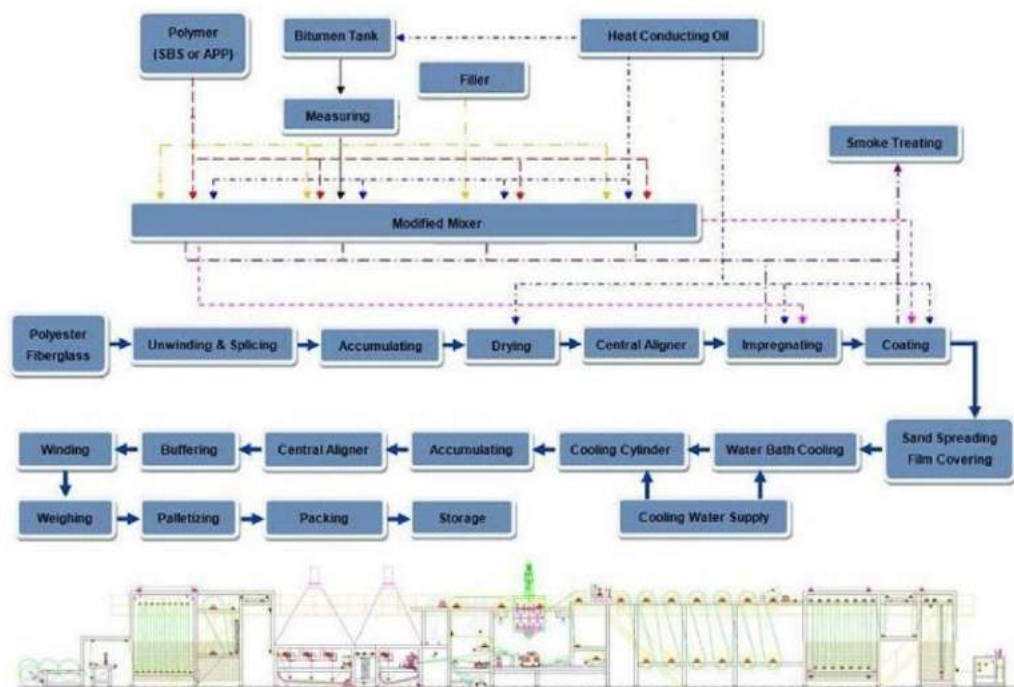 Polymer
(SBS or APP)
Bitumen Tank
Heat Conducting Oil
Filler
Measuring
Smoke Treating
Modified Mixer
Polyester
Fiberglass
Unwinding & Splicing
Accumulating
Drying
Central Aligner
Impregnating
Coating
Winding
Buffering
Central Aligner
Accumulating
Cooling Cylinder
Water Bath Cooling
Sand Spreading
Film Covering
Weighing
Palletizing
Packing
Storage
Cooling Water Supply